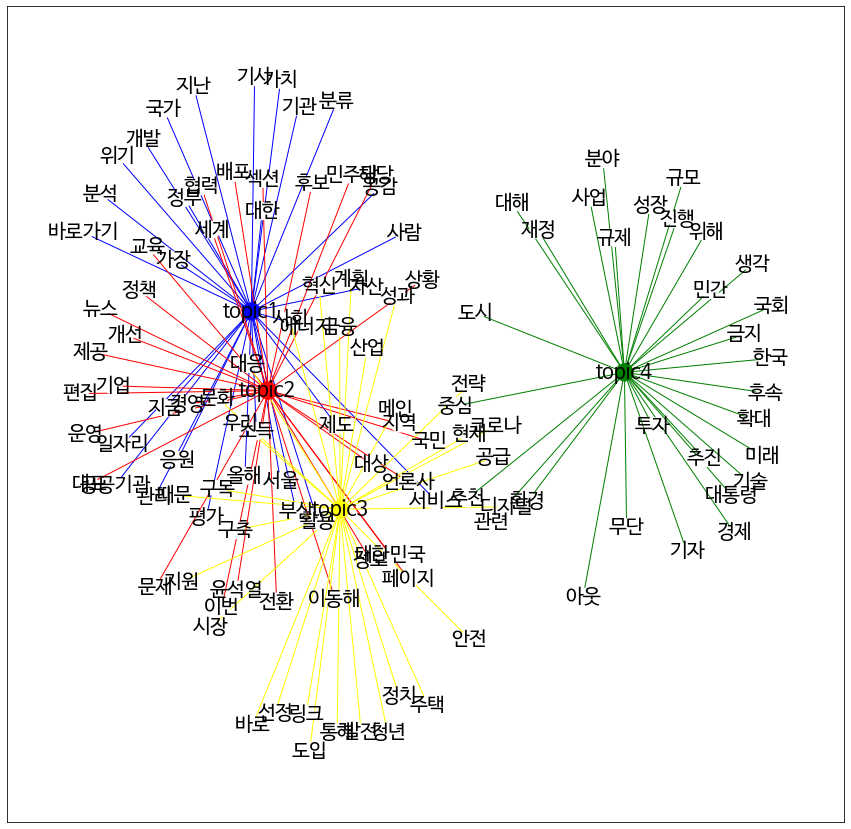 기사
가치
지난
국가
기관
분류
개발
위기
분야
배포
섹션
후보
민주당
공감
규모
분석
정부
협력
대한
대해
사업
성장
진행
바로가기
세계
사람
재정
규제
위해
교육
가장
생각
정책
혁신
계획
자산
성과
상황
민간
뉴스
topic1
사회
에너지
금융
도시
국회
개선
금지
제공
대응
산업
한국
topic4
편집
기업
topic2
전략
후속
지금
경영
문화
메인
중심
확대
운영
일자리
우리
소득
제도
지역
국민
현재
코로나
투자
응원
대상
공급
추진
미래
대표
공공기관
관리
때문
구독
올해
서울
언론사
서비스
추천
디지털
환경
대통령
기술
평가
구축
부산
활용
topic3
관련
무단
경제
문제
지원
윤석열
이번
전환
이동해
정보
대한민국
페이지
기자
아웃
시장
안전
바로
선정
링크
정치
주택
도입
통해
발전
청년